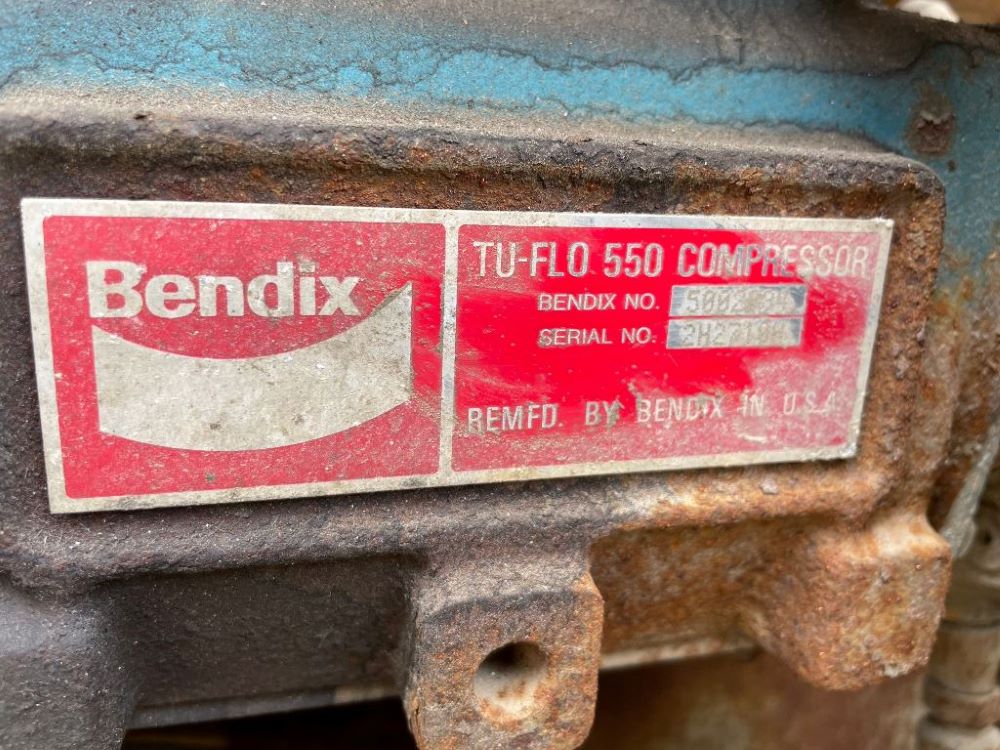 Bendix
TU-FLO 550 COMPRESSOR
BENDIX NO.
SERIAL NO.
REMFD. BY BENDIX IN U.S.A.